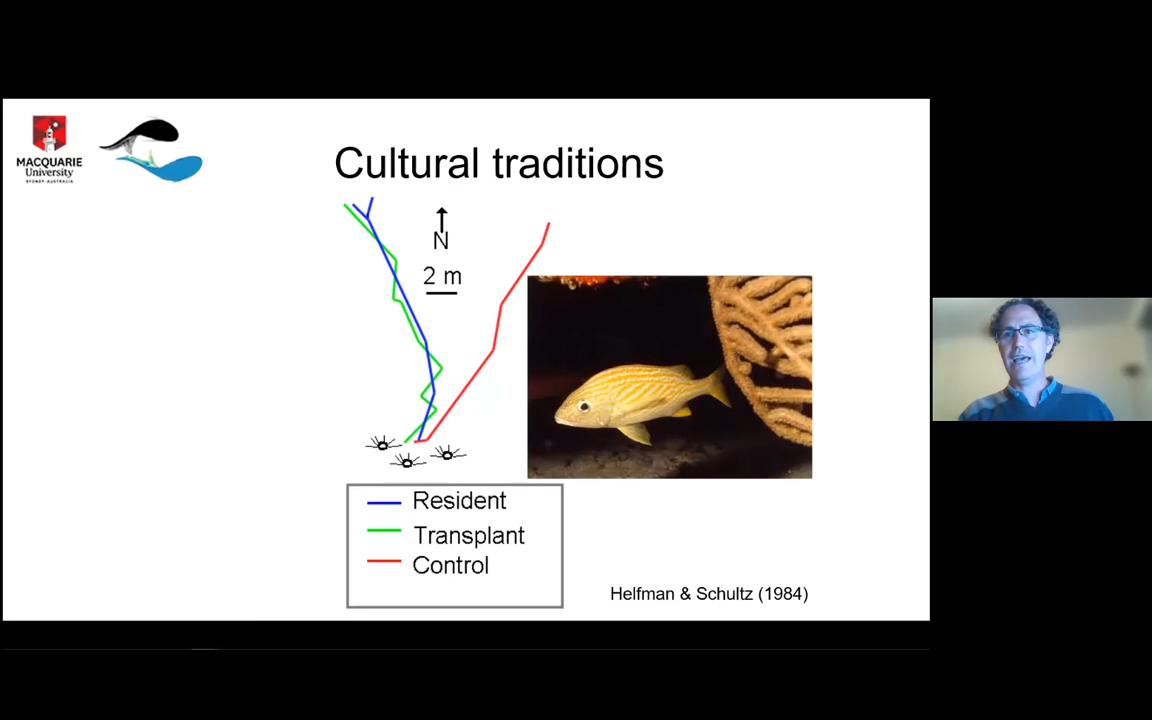 MACQUARIE
University
SYDNEY·AUSTRALIA
Cultural traditions
N
2 m
Resident
Transplant
Control
Helfman & Schultz (1984)